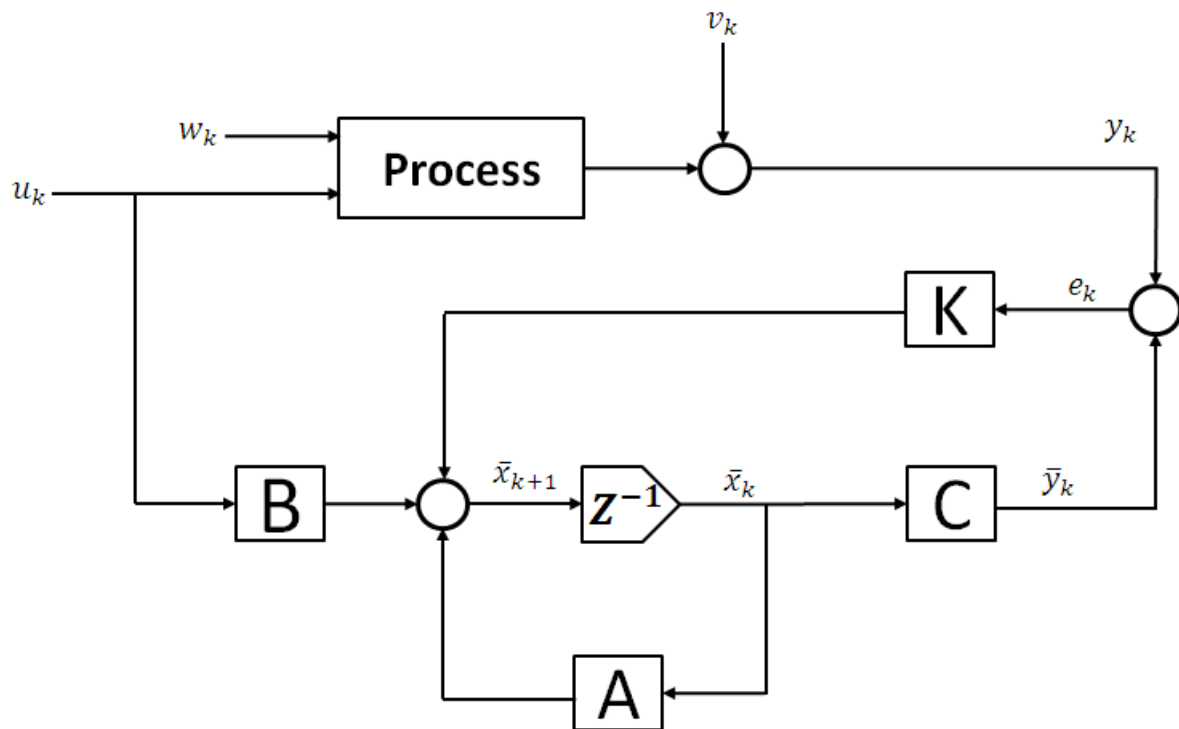 v_k
w_k
Process
y_k
u_k
K
e_k
B
x̄_{k+1}
z⁻¹
x̄_k
C
ȳ_k
A